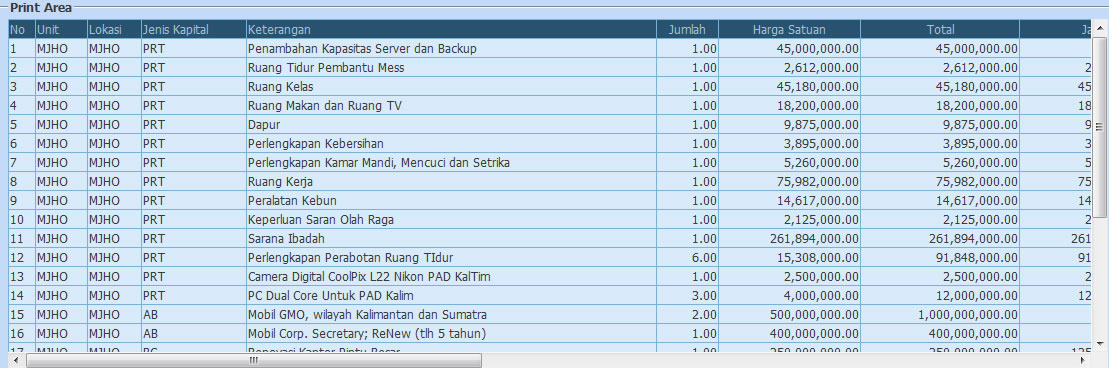 Print Area
No Unit Lokasi Jenis Kapital Keterangan Jumlah Harga Satuan Total Ja
1 MJHO MJHO PRT Penambahan Kapasitas Server dan Backup 1.00 45,000,000.00 45,000,000.00
2 MJHO MJHO PRT Ruang Tidur Pembantu Mess 1.00 2,612,000.00 2,612,000.00 2
3 MJHO MJHO PRT Ruang Kelas 1.00 45,180,000.00 45,180,000.00 45
4 MJHO MJHO PRT Ruang Makan dan Ruang TV 1.00 18,200,000.00 18,200,000.00 18
5 MJHO MJHO PRT Dapur 1.00 9,875,000.00 9,875,000.00 9
6 MJHO MJHO PRT Perlengkapan Kebersihan 1.00 3,895,000.00 3,895,000.00 3
7 MJHO MJHO PRT Perlengkapan Kamar Mandi, Mencuci dan Setrika 1.00 5,260,000.00 5,260,000.00 5
8 MJHO MJHO PRT Ruang Kerja 1.00 75,982,000.00 75,982,000.00 75
9 MJHO MJHO PRT Peralatan Kebun 1.00 14,617,000.00 14,617,000.00 14
10 MJHO MJHO PRT Keperluan Saran Olah Raga 1.00 2,125,000.00 2,125,000.00 2
11 MJHO MJHO PRT Sarana Ibadah 1.00 261,894,000.00 261,894,000.00 261
12 MJHO MJHO PRT Perlengkapan Perabotan Ruang TIdur 6.00 15,308,000.00 91,848,000.00 91
13 MJHO MJHO PRT Camera Digital CoolPix L22 Nikon PAD KalTim 1.00 2,500,000.00 2,500,000.00 2
14 MJHO MJHO PRT PC Dual Core Untuk PAD Kalim 3.00 4,000,000.00 12,000,000.00 12
15 MJHO MJHO AB Mobil GMO, wilayah Kalimantan dan Sumatra 2.00 500,000,000.00 1,000,000,000.00
16 MJHO MJHO AB Mobil Corp. Secretary; ReNew (tlh 5 tahun) 1.00 400,000,000.00 400,000,000.00
17 MJHO MJHO Renovasi Kantor Pintu Besar 1.00 250,000,000.00 250,000,000.00 125